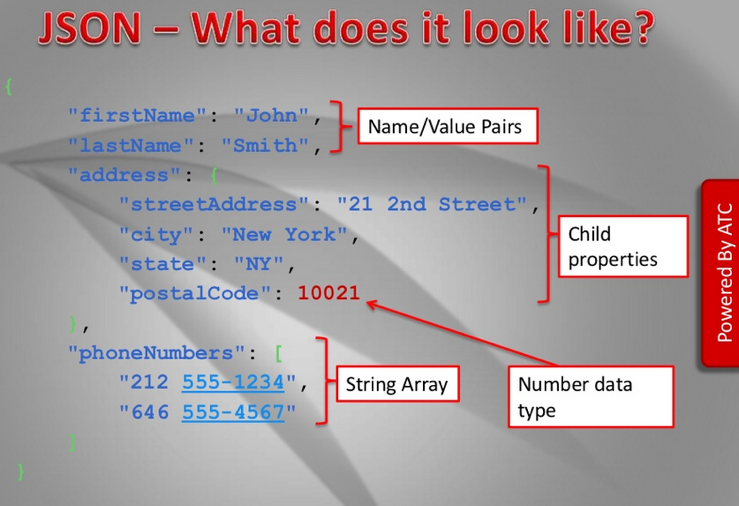 JSON – What does it look like?
{
"firstName": "John",
"lastName": "Smith",
Name/Value Pairs
"address": {
"streetAddress": "21 2nd Street",
"city": "New York",
"state": "NY",
"postalCode": 10021
Child
properties
},
"phoneNumbers": [
"212 555-1234",
"646 555-4567"
String Array
Number data
type
]
}
Powered By ATC